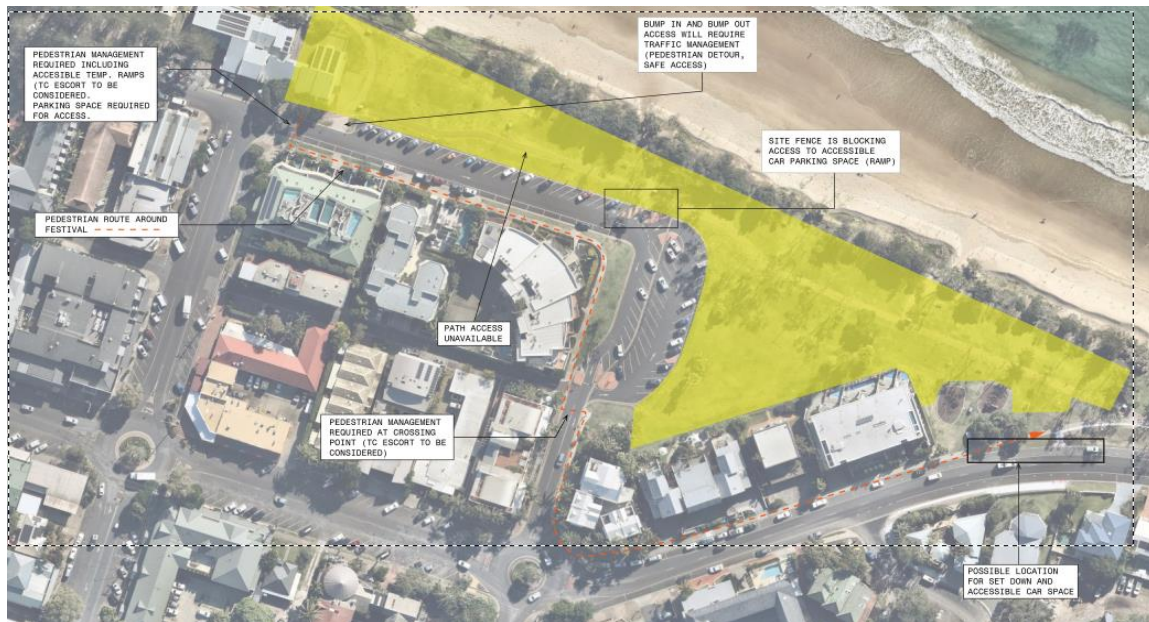 PEDESTRIAN MANAGEMENT
REQUIRED INCLUDING
ACCESIBLE TEMP. RAMPS
(TC ESCORT TO BE
CONSIDERED.
PARKING SPACE REQUIRED
FOR ACCESS.
BUMP IN AND BUMP OUT
ACCESS WILL REQUIRE
TRAFFIC MANAGEMENT
(PEDESTRIAN DETOUR,
SAFE ACCESS)
SITE FENCE IS BLOCKING
ACCESS TO ACCESSIBLE
CAR PARKING SPACE (RAMP)
PEDESTRIAN ROUTE AROUND
FESTIVAL
PATH ACCESS
UNAVAILABLE
PEDESTRIAN MANAGEMENT
REQUIRED AT CROSSING
POINT (TC ESCORT TO BE
CONSIDERED)
POSSIBLE LOCATION
FOR SET DOWN AND
ACCESSIBLE CAR SPACE